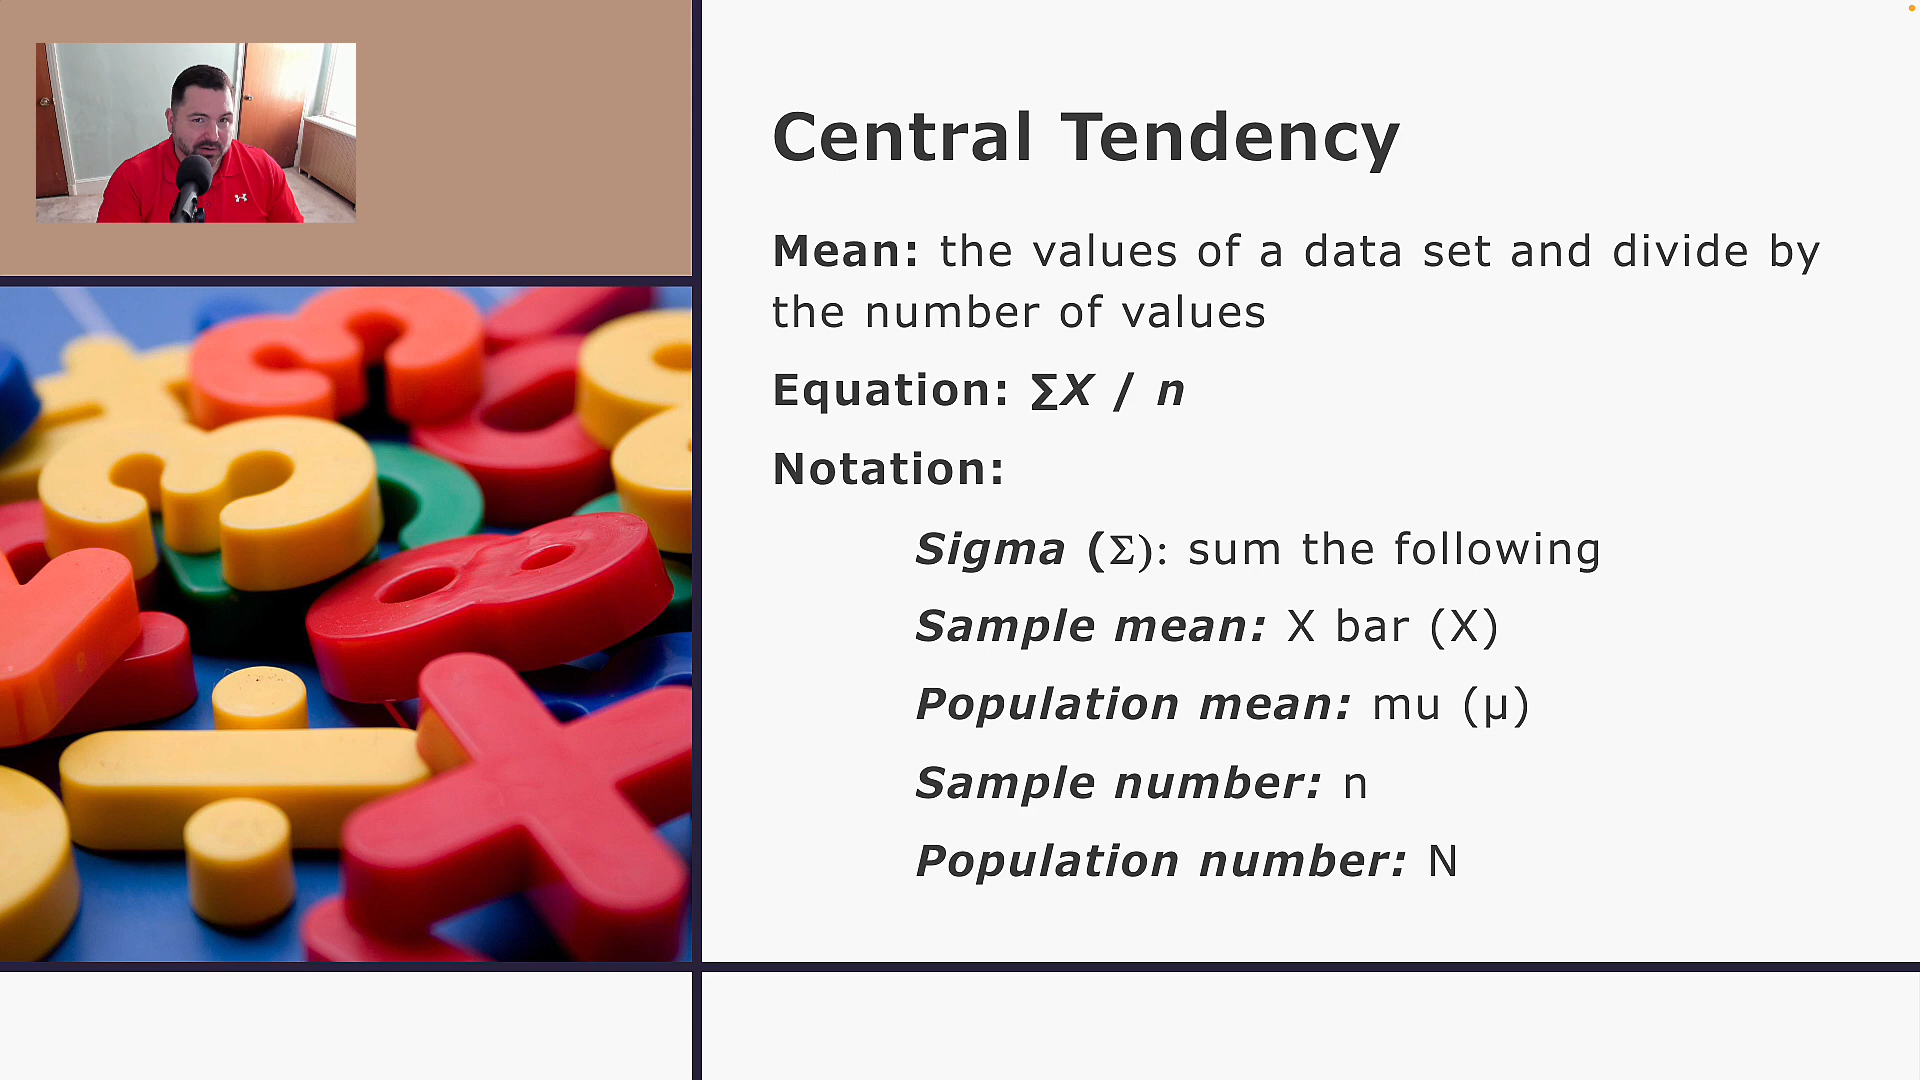 Central Tendency
Mean: the values of a data set and divide by
the number of values
Equation: ∑X / n
Notation:
Sigma (Σ): sum the following
Sample mean: X bar (X)
Population mean: mu (μ)
Sample number: n
Population number: N